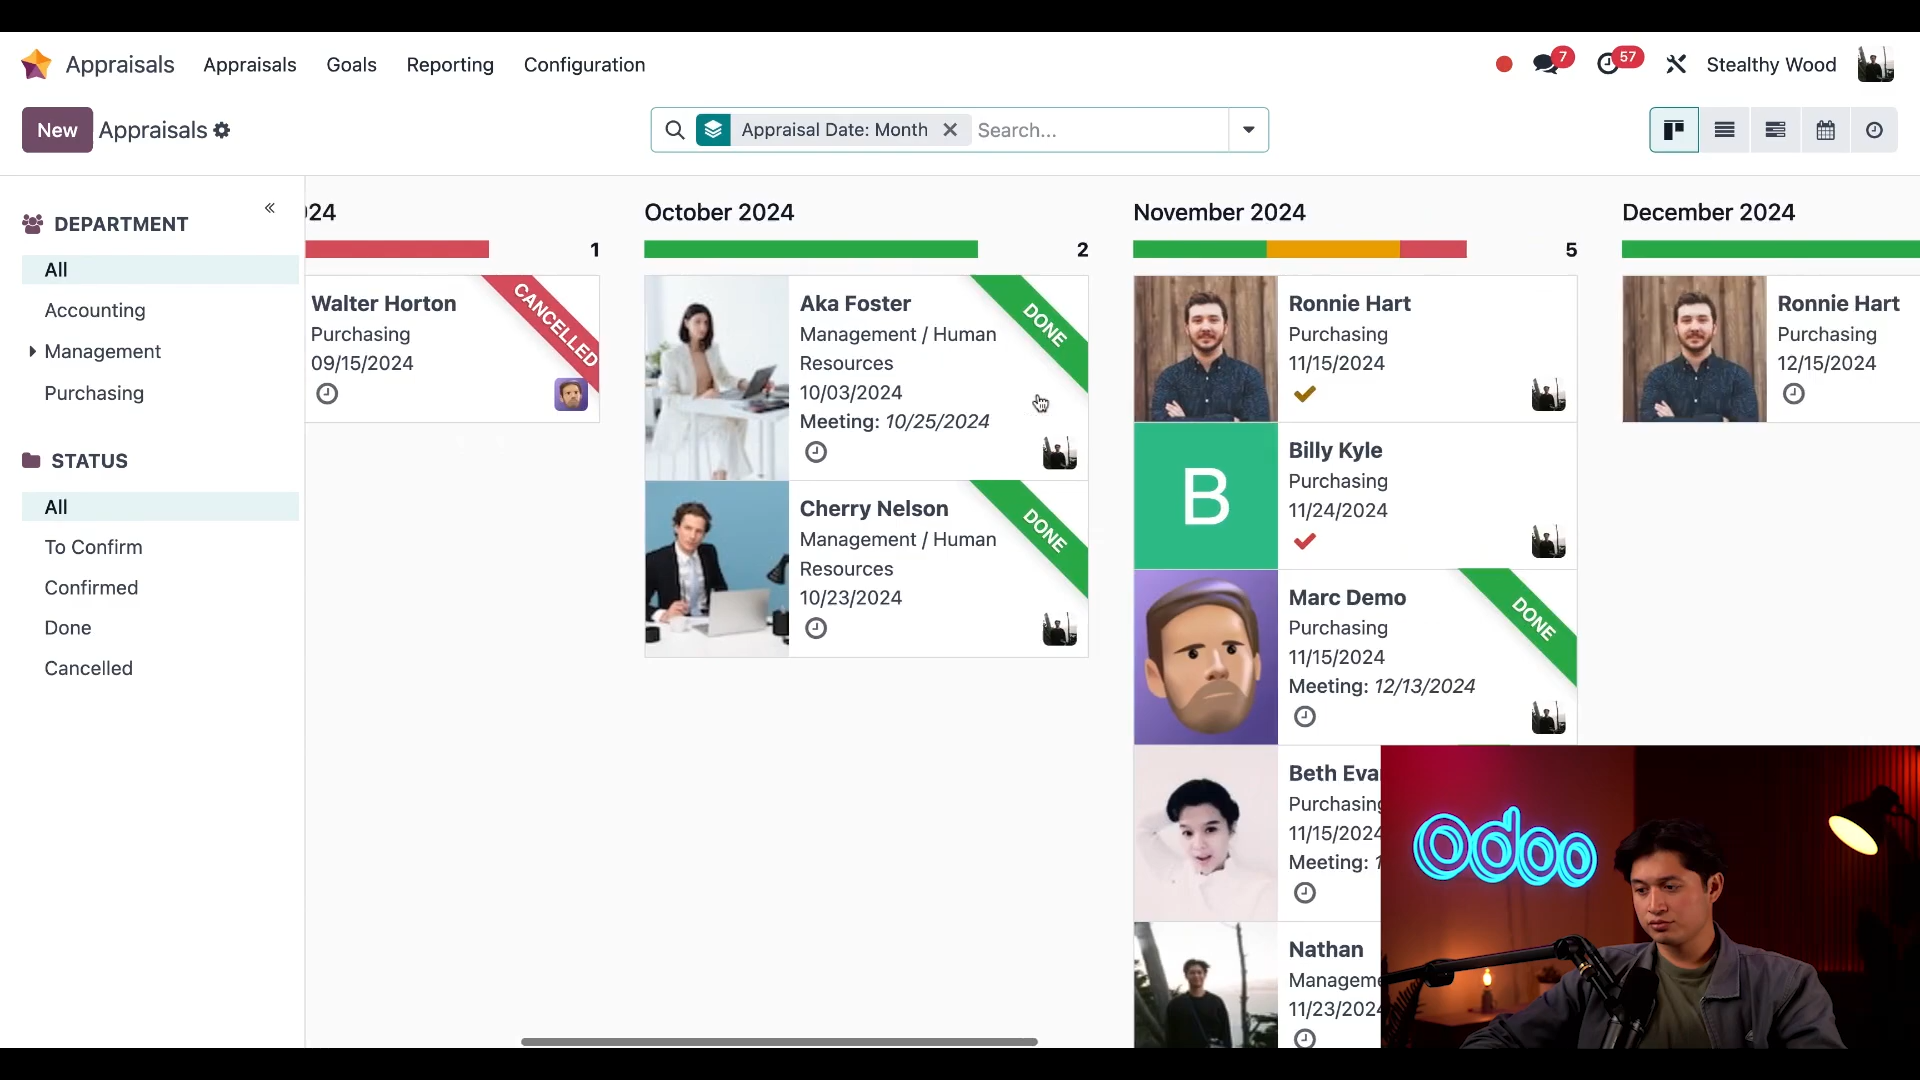 Appraisals
Appraisals
Goals
Reporting
Configuration
7
57
Stealthy Wood
New
Appraisals
Appraisal Date: Month
Search...
DEPARTMENT
All
Accounting
Management
Purchasing
STATUS
All
To Confirm
Confirmed
Done
Cancelled
024
1
Walter Horton
Purchasing
09/15/2024
CANCELLED
October 2024
2
Aka Foster
Management / Human
Resources
10/03/2024
Meeting: 10/25/2024
DONE
Cherry Nelson
Management / Human
Resources
10/23/2024
DONE
November 2024
5
Ronnie Hart
Purchasing
11/15/2024
B
Billy Kyle
Purchasing
11/24/2024
Marc Demo
Purchasing
11/15/2024
Meeting: 12/13/2024
DONE
Beth Eva
Purchasing
11/15/2024
Meeting: 1
Nathan
Manageme
11/23/2024
December 2024
Ronnie Hart
Purchasing
12/15/2024
odoo